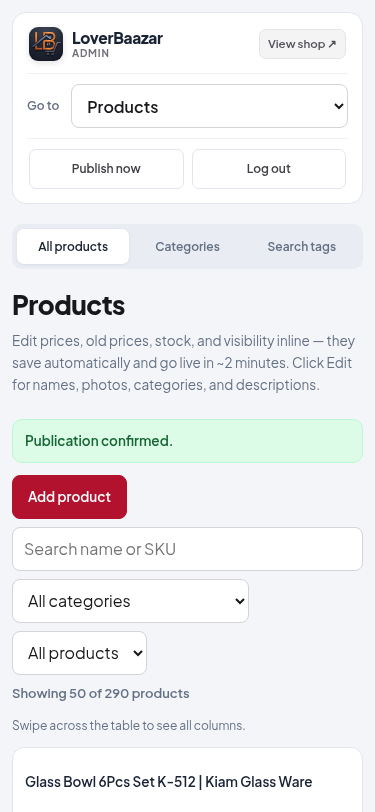 LoverBaazar
ADMIN
View shop ↗
Go to
Products
Publish now
Log out
All products
Categories
Search tags
Products
Edit prices, old prices, stock, and visibility inline — they
save automatically and go live in ~2 minutes. Click Edit
for names, photos, categories, and descriptions.
Publication confirmed.
Add product
Search name or SKU
All categories
All products
Showing 50 of 290 products
Swipe across the table to see all columns.
Glass Bowl 6Pcs Set K-512 | Kiam Glass Ware